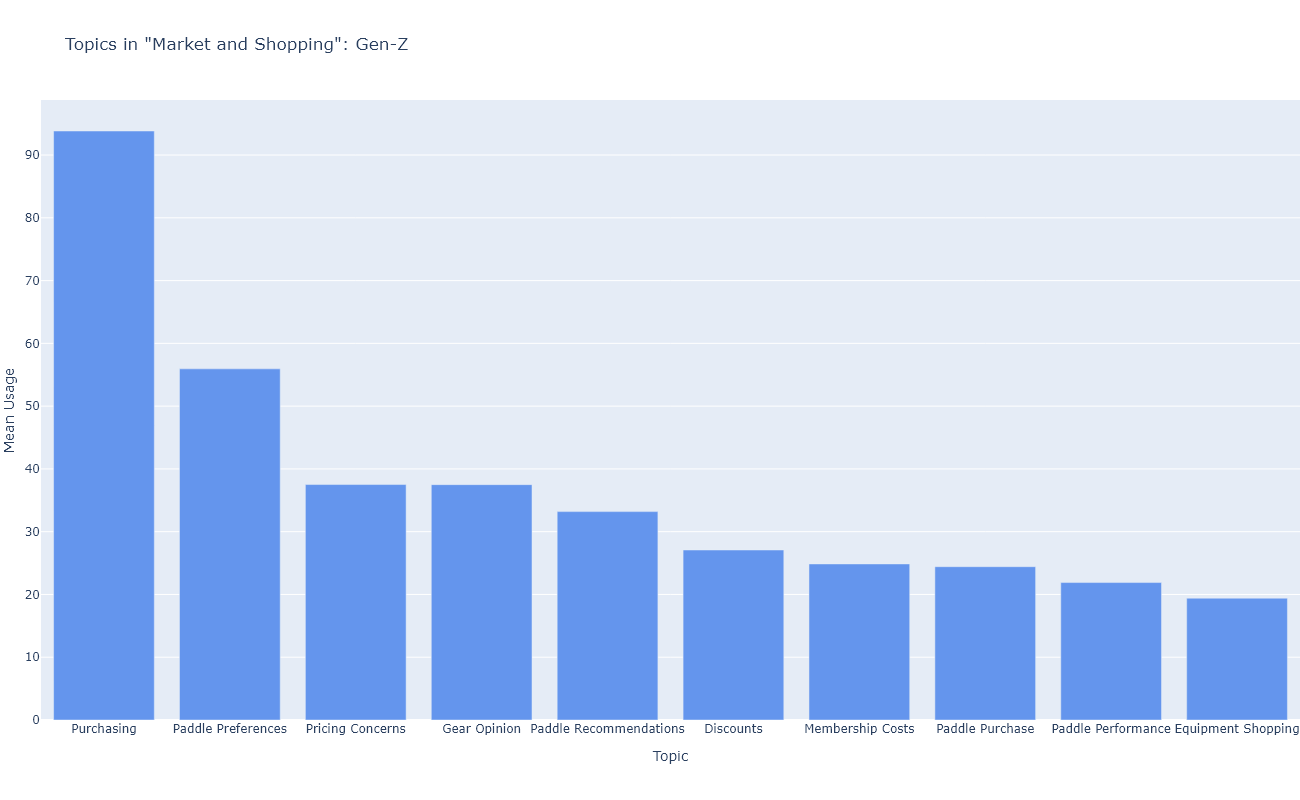 Topics in "Market and Shopping": Gen-Z
90
80
70
60
50
40
30
20
10
0
Mean Usage
Purchasing
Paddle Preferences
Pricing Concerns
Gear Opinion
Paddle Recommendations
Discounts
Membership Costs
Paddle Purchase
Paddle Performance
Equipment Shopping
Topic